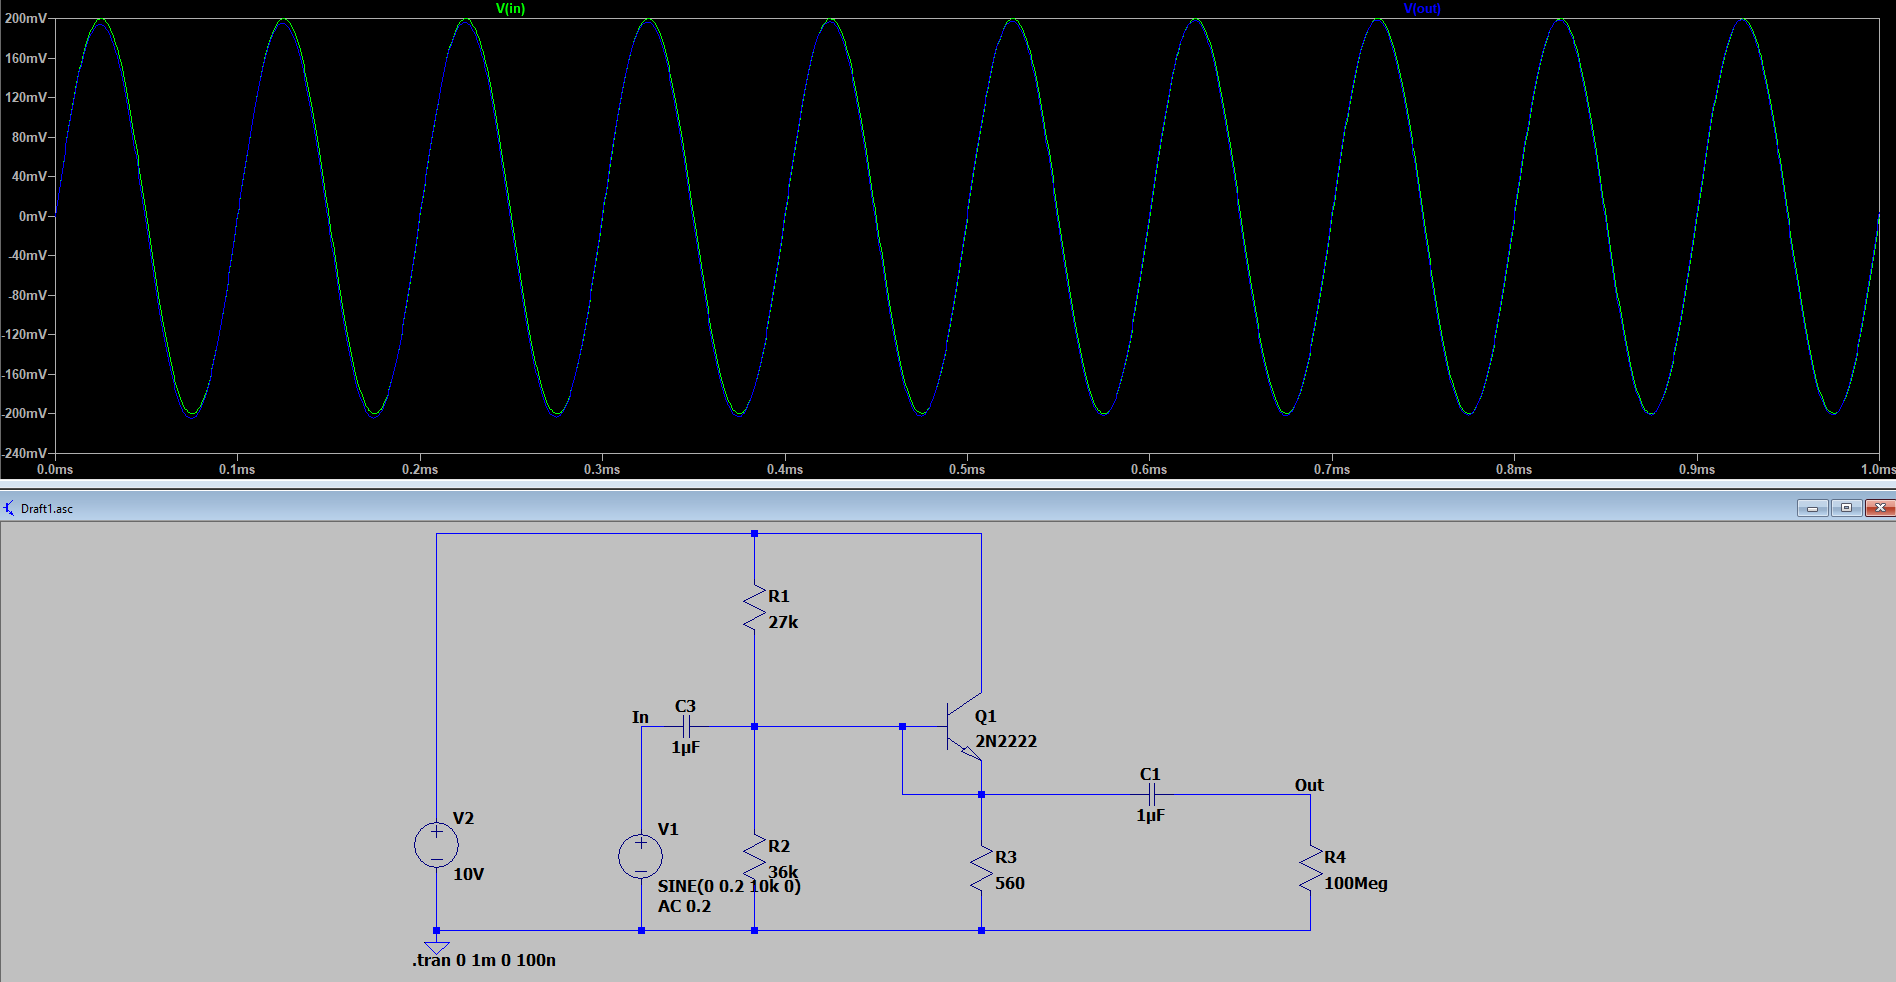 V(in)
V(out)
200mV
160mV
120mV
80mV
40mV
0mV
-40mV
-80mV
-120mV
-160mV
-200mV
-240mV
0.0ms
0.1ms
0.2ms
0.3ms
0.4ms
0.5ms
0.6ms
0.7ms
0.8ms
0.9ms
1.0ms
Draft1.asc
R1
27k
C3
In
1µF
Q1
2N2222
C1
Out
1µF
V2
10V
V1
SINE(0 0.2 10k 0)
AC 0.2
R2
36k
R3
560
R4
100Meg
.tran 0 1m 0 100n